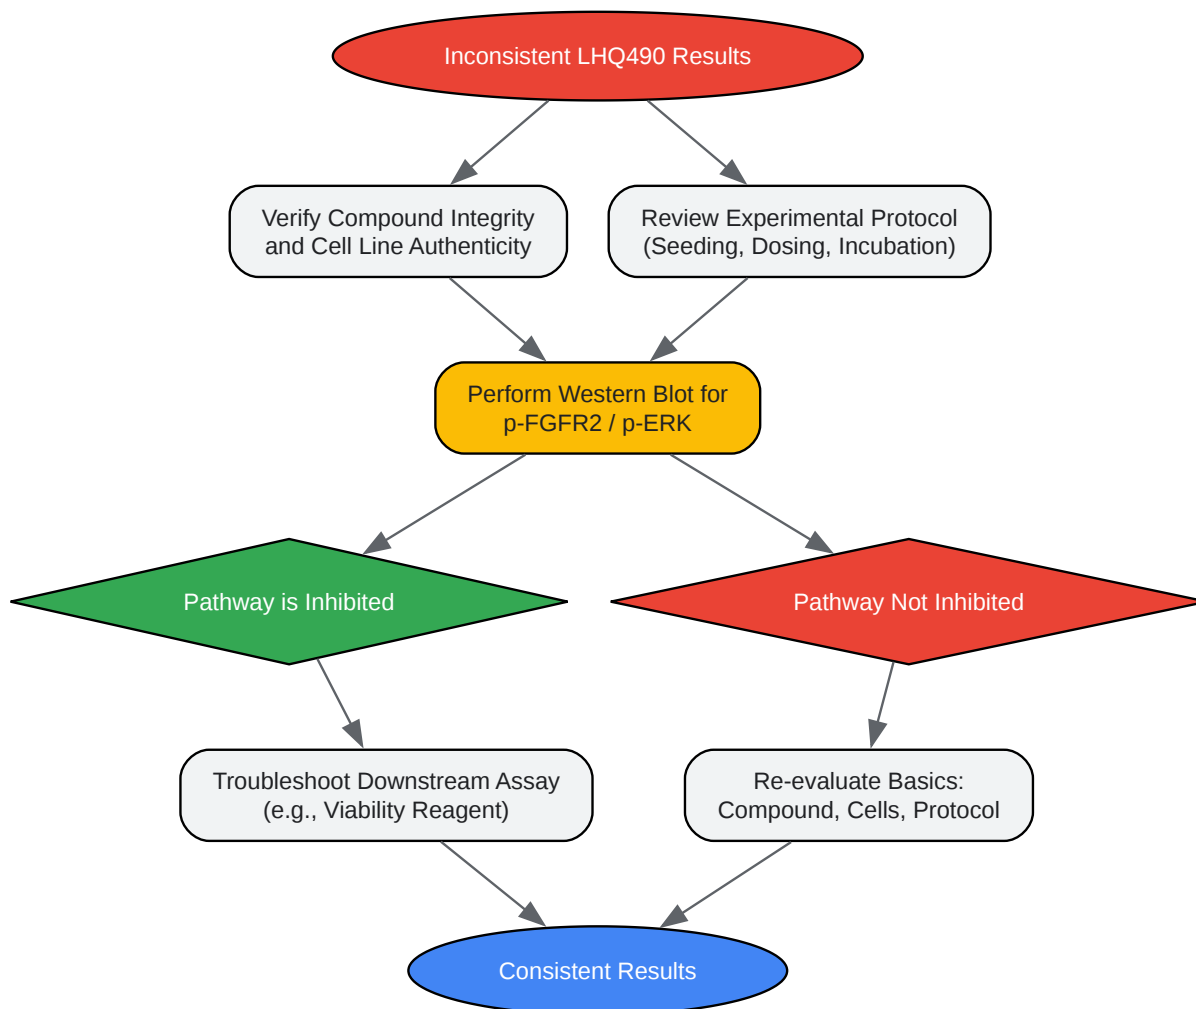 Inconsistent LHQ490 Results
Verify Compound Integrity
and Cell Line Authenticity
Review Experimental Protocol
(Seeding, Dosing, Incubation)
Perform Western Blot for
p-FGFR2 / p-ERK
Pathway is Inhibited
Pathway Not Inhibited
Troubleshoot Downstream Assay
(e.g., Viability Reagent)
Re-evaluate Basics:
Compound, Cells, Protocol
Consistent Results